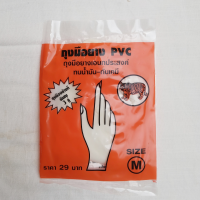 ถุงมือยาง PVC
ถุงมือยางเอนกประสงค์
ทนน้ำมัน-ทนเคมี
SIZE
M
ราคา 29 บาท